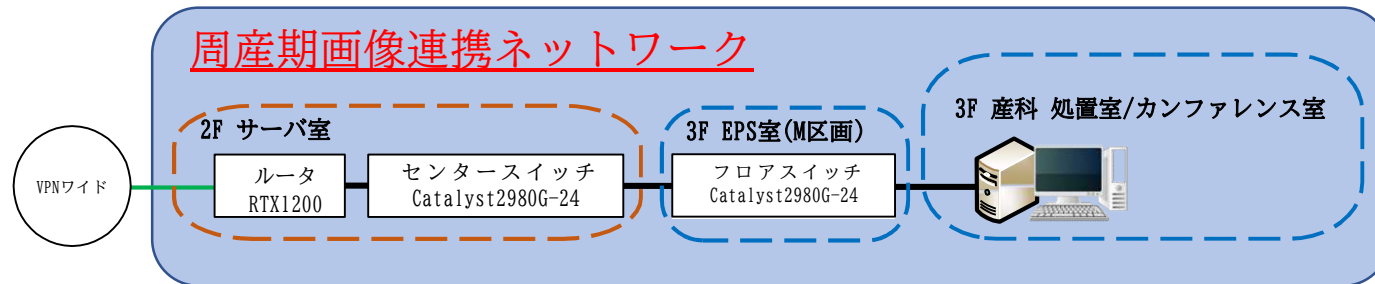 周産期画像連携ネットワーク
2F サーバ室
3F EPS室(M区画)
3F 産科 処置室/カンファレンス室
VPNワイド
ルータ
RTX1200
センタースイッチ
Catalyst2980G-24
フロアスイッチ
Catalyst2980G-24